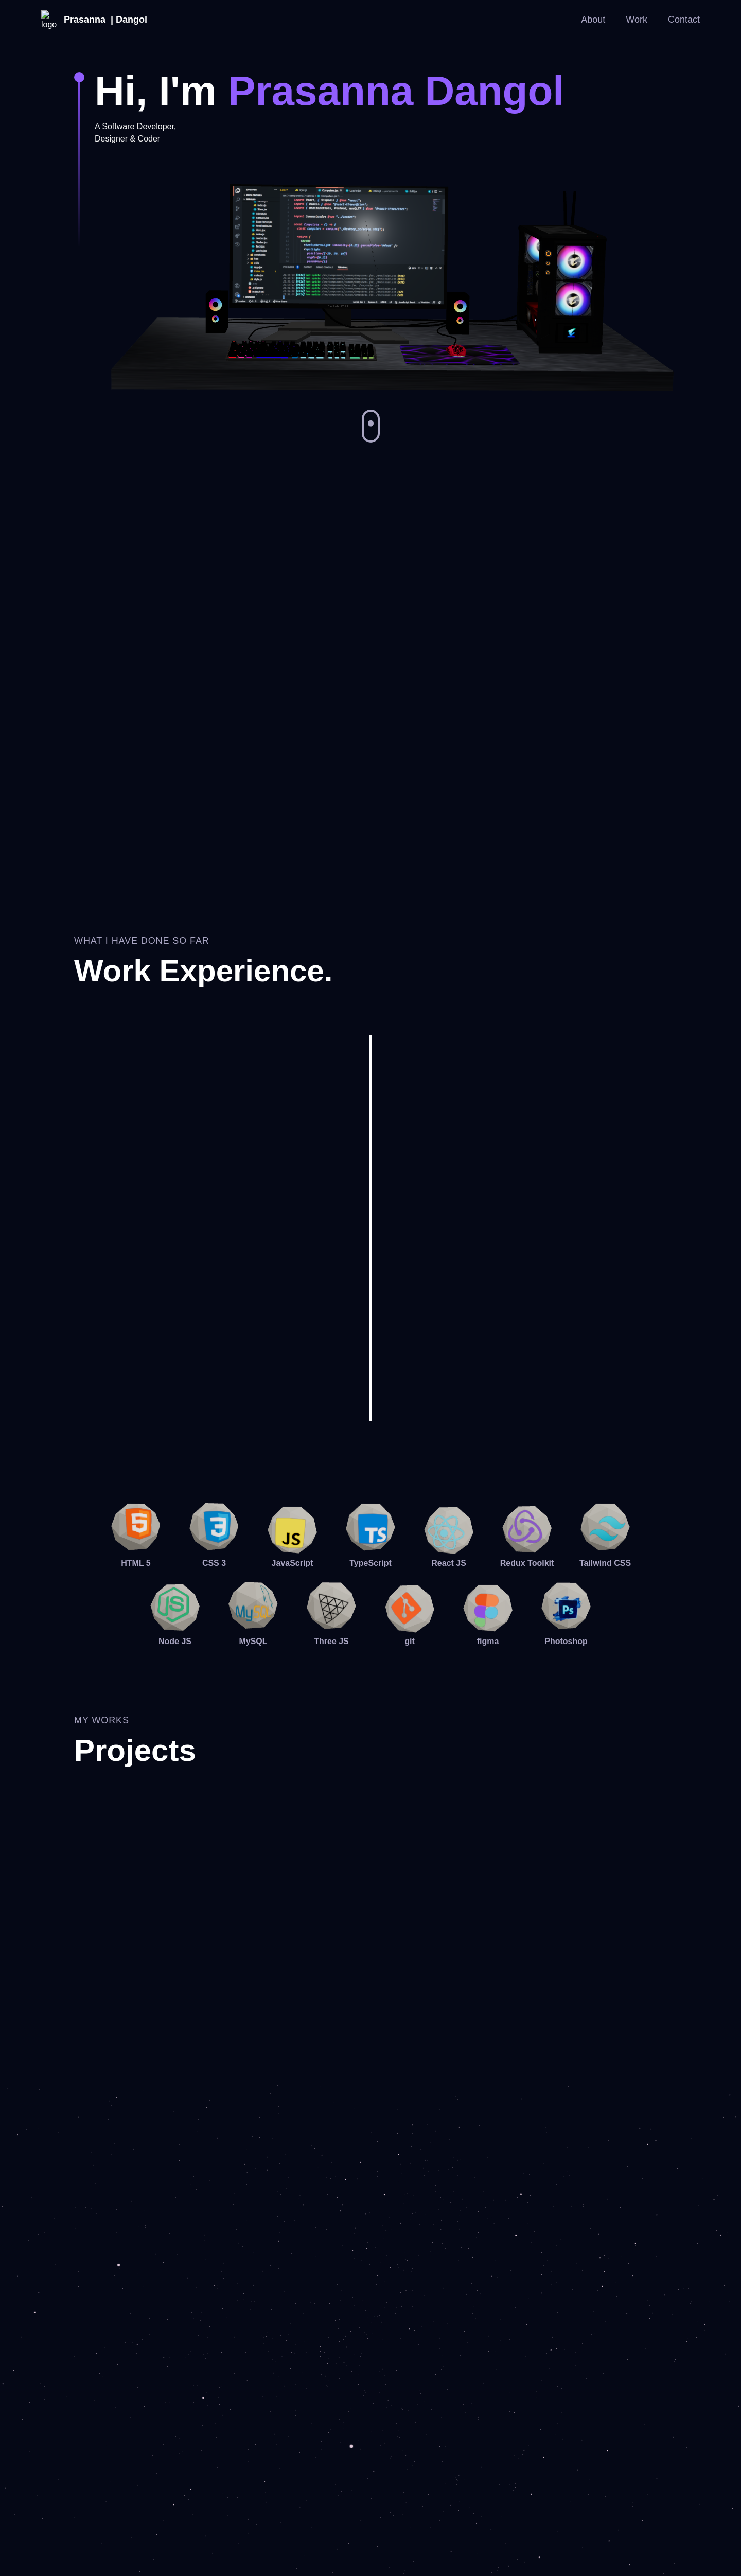 logo
Prasanna | Dangol
About
Work
Contact
Hi, I'm Prasanna Dangol
A Software Developer,
Designer & Coder
WHAT I HAVE DONE SO FAR
Work Experience.
HTML 5
CSS 3
JavaScript
TypeScript
React JS
Redux Toolkit
Tailwind CSS
Node JS
MySQL
Three JS
git
figma
Photoshop
MY WORKS
Projects